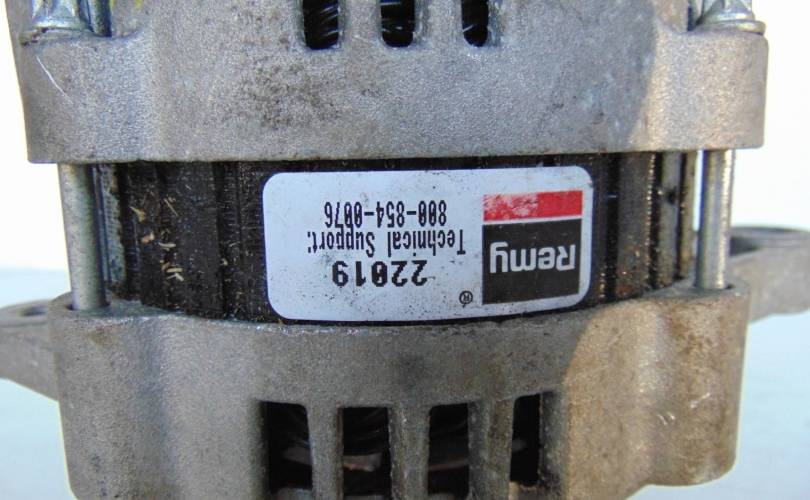 Remy®
22019
Technical Support:
800-854-0076